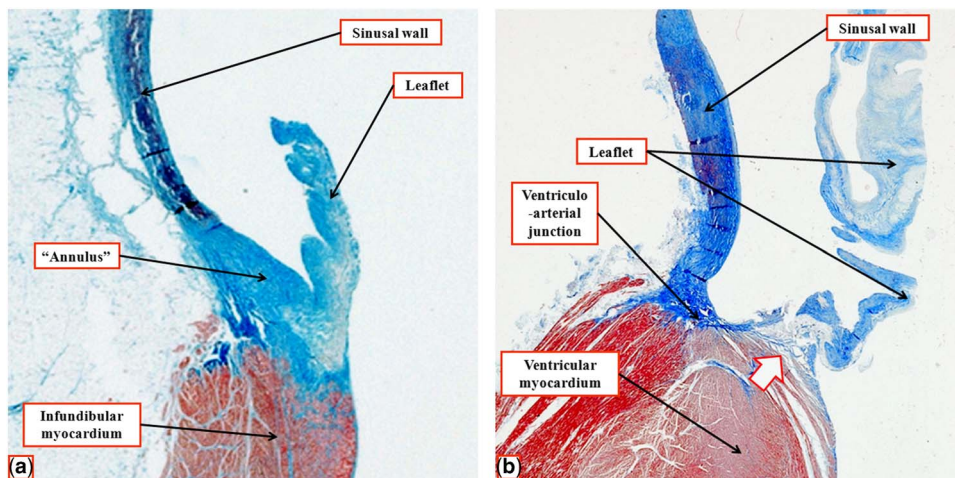 Sinusal wall
Leaflet
“Annulus”
Infundibular
myocardium
(a)
Sinusal wall
Leaflet
Ventriculo
-arterial
junction
Ventricular
myocardium
(b)